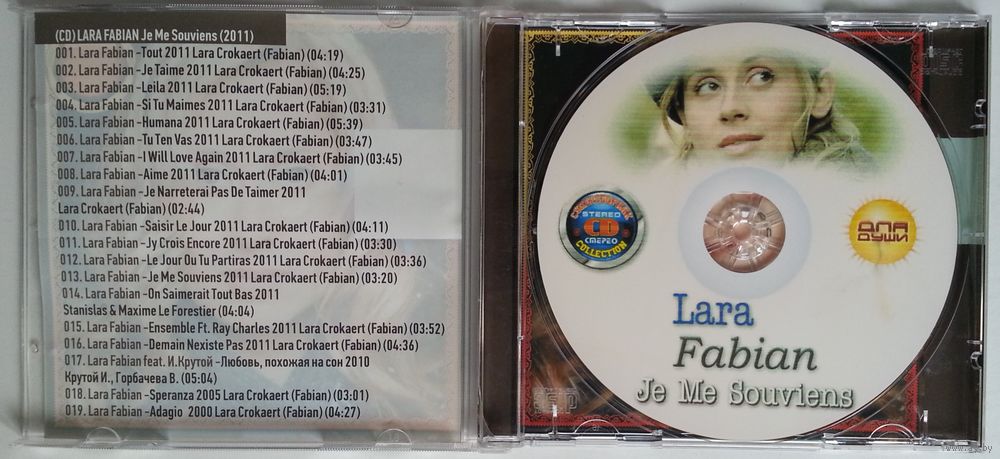 (CD) LARA FABIAN Je Me Souviens (2011)
001. Lara Fabian -Tout 2011 Lara Crokaert (Fabian) (04:19)
002. Lara Fabian -Je Taime 2011 Lara Crokaert (Fabian) (04:25)
003. Lara Fabian -Leila 2011 Lara Crokaert (Fabian) (05:19)
004. Lara Fabian -Si Tu Maimes 2011 Lara Crokaert (Fabian) (03:31)
005. Lara Fabian -Humana 2011 Lara Crokaert (Fabian) (05:39)
006. Lara Fabian -Tu Ten Vas 2011 Lara Crokaert (Fabian) (03:47)
007. Lara Fabian -I Will Love Again 2011 Lara Crokaert (Fabian) (03:45)
008. Lara Fabian -Aime 2011 Lara Crokaert (Fabian) (04:01)
009. Lara Fabian -Je Narreterai Pas De Taimer 2011
Lara Crokaert (Fabian) (02:44)
010. Lara Fabian -Saisir Le Jour 2011 Lara Crokaert (Fabian) (04:11)
011. Lara Fabian -Jy Crois Encore 2011 Lara Crokaert (Fabian) (03:30)
012. Lara Fabian -Le Jour Ou Tu Partiras 2011 Lara Crokaert (Fabian) (03:36)
013. Lara Fabian -Je Me Souviens 2011 Lara Crokaert (Fabian) (03:20)
014. Lara Fabian -On Saimerait Tout Bas 2011
Stanislas & Maxime Le Forestier (04:04)
015. Lara Fabian -Ensemble Ft. Ray Charles 2011 Lara Crokaert (Fabian) (03:52)
016. Lara Fabian -Demain Nexiste Pas 2011 Lara Crokaert (Fabian) (04:36)
017. Lara Fabian feat. И.Крутой -Любовь, похожая на сон 2010
Крутой И., Горбачева В. (05:04)
018. Lara Fabian -Speranza 2005 Lara Crokaert (Fabian) (03:01)
019. Lara Fabian -Adagio 2000 Lara Crokaert (Fabian) (04:27)
STEREO
CD
СТЕРЕО
COLLECTION
ДЛЯ
ДУШИ
Lara
Fabian
Je Me Souviens